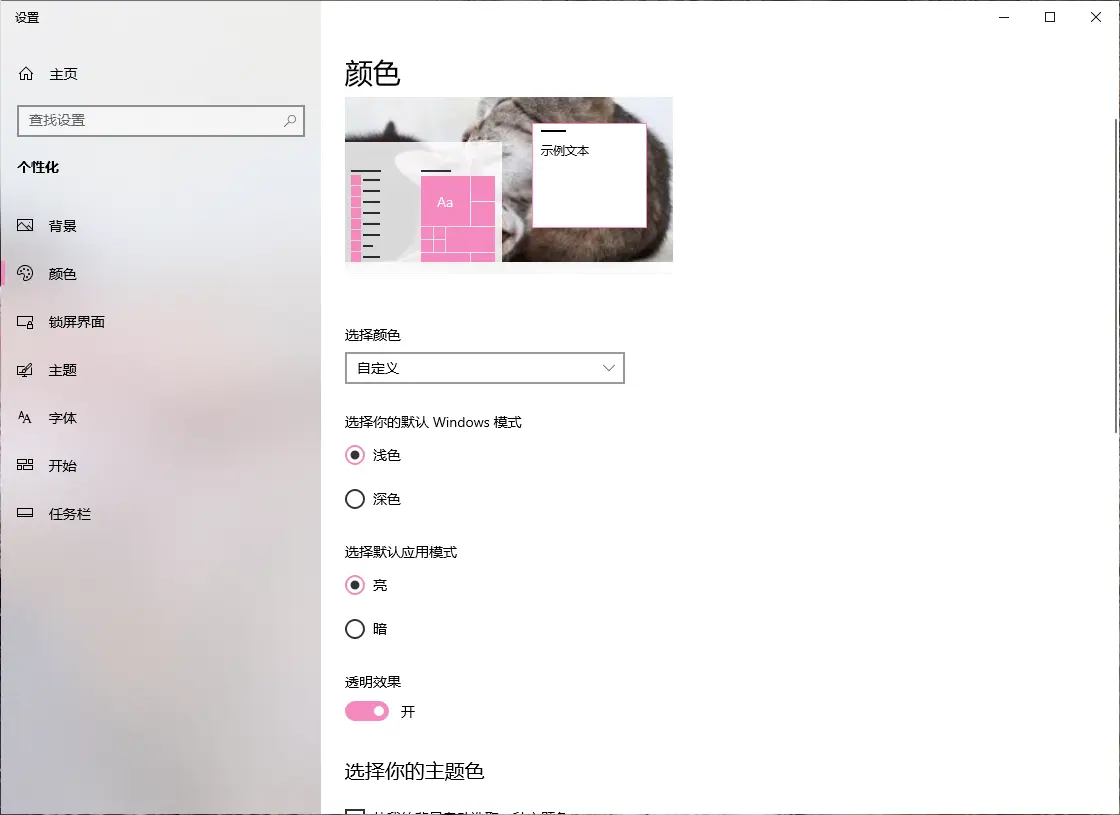 设置
主页
查找设置
个性化
背景
颜色
锁屏界面
主题
字体
开始
任务栏
颜色
示例文本
Aa
选择颜色
自定义
选择你的默认 Windows 模式
浅色
深色
选择默认应用模式
亮
暗
透明效果
开
选择你的主题色